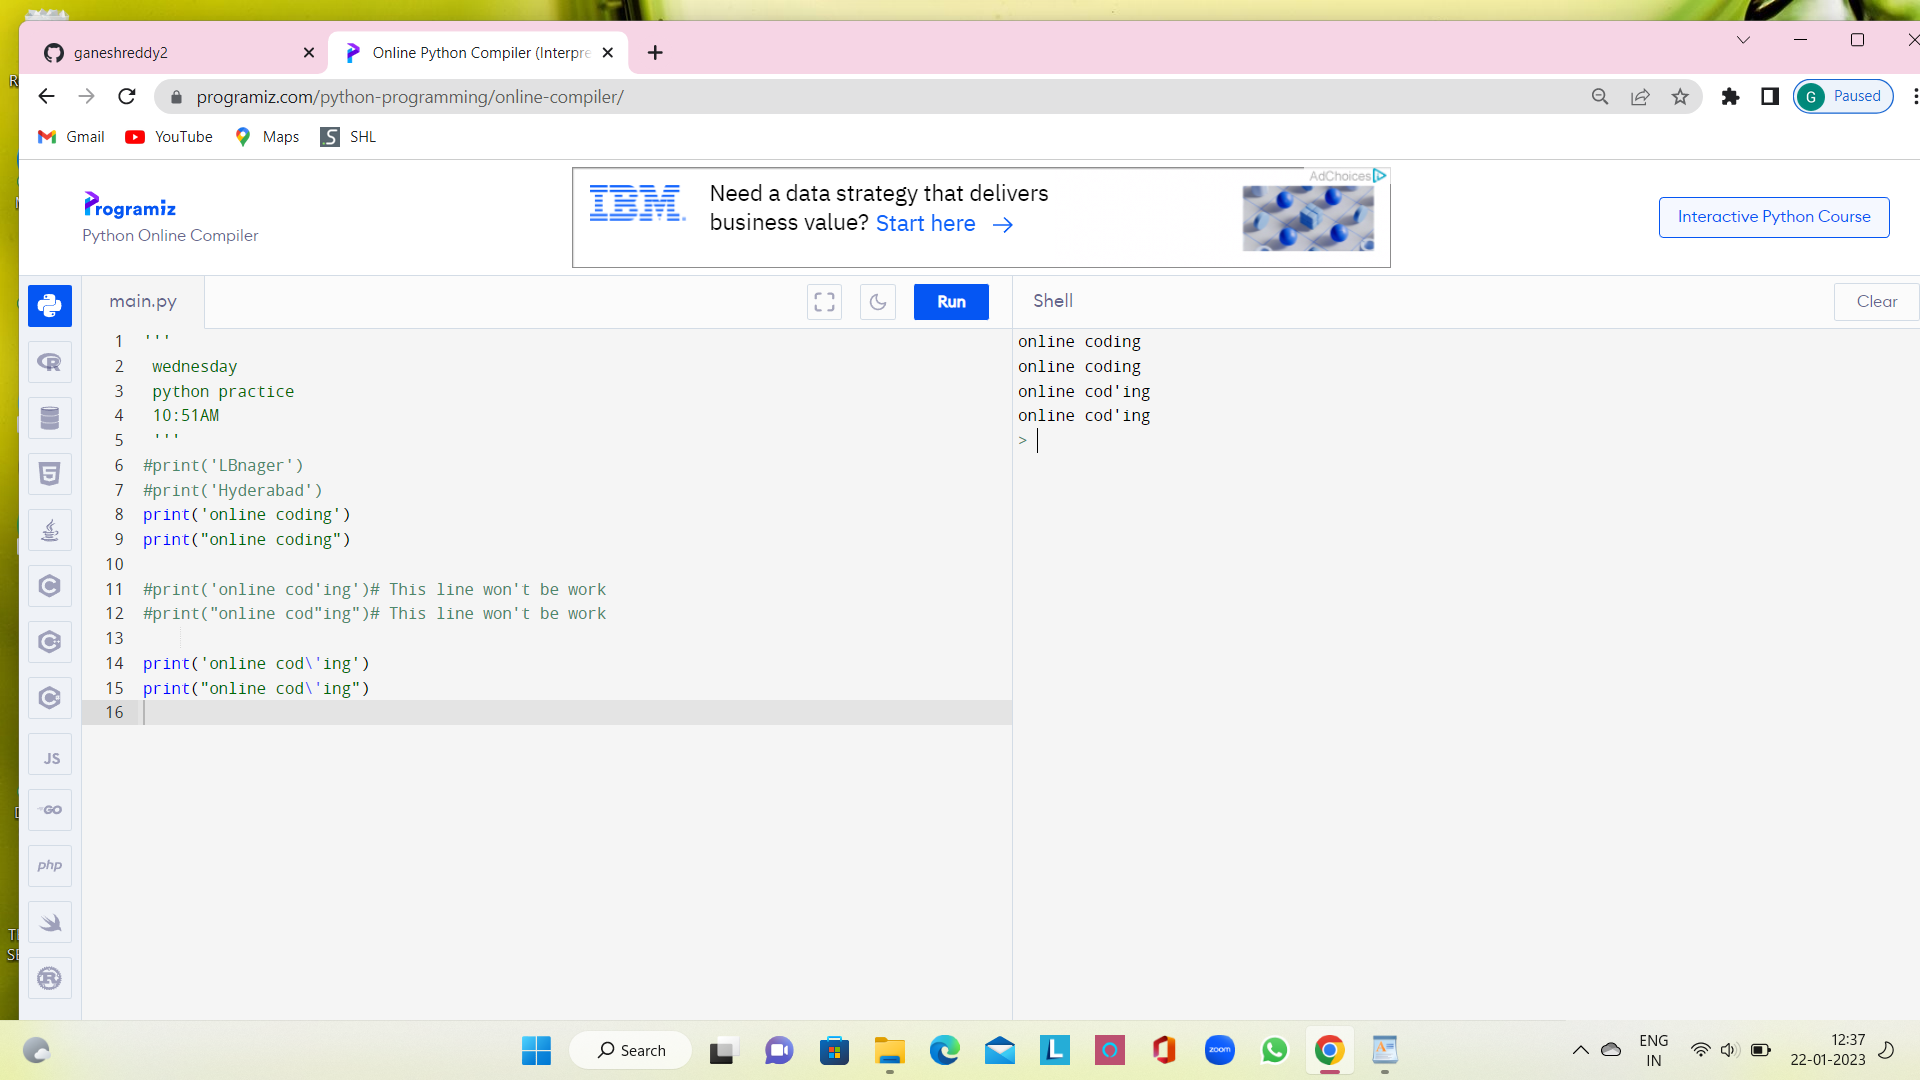 ganeshreddy2
Online Python Compiler (Interpre
programiz.com/python-programming/online-compiler/
G Paused
Gmail
YouTube
Maps
S SHL
Programiz
Python Online Compiler
IBM
Need a data strategy that delivers
business value? Start here →
AdChoices
Interactive Python Course
main.py
Run
Shell
Clear
1 '''
2 wednesday
3 python practice
4 10:51AM
5 '''
6 #print('LBnager')
7 #print('Hyderabad')
8 print('online coding')
9 print("online coding")
10
11 #print('online cod'ing')# This line won't be work
12 #print("online cod"ing")# This line won't be work
13
14 print('online cod\'ing')
15 print("online cod\'ing")
16
online coding
online coding
online cod'ing
online cod'ing
>
R
5
C
C
C
JS
GO
php
R
Search
L
zoom
ENG
IN
12:37
22-01-2023